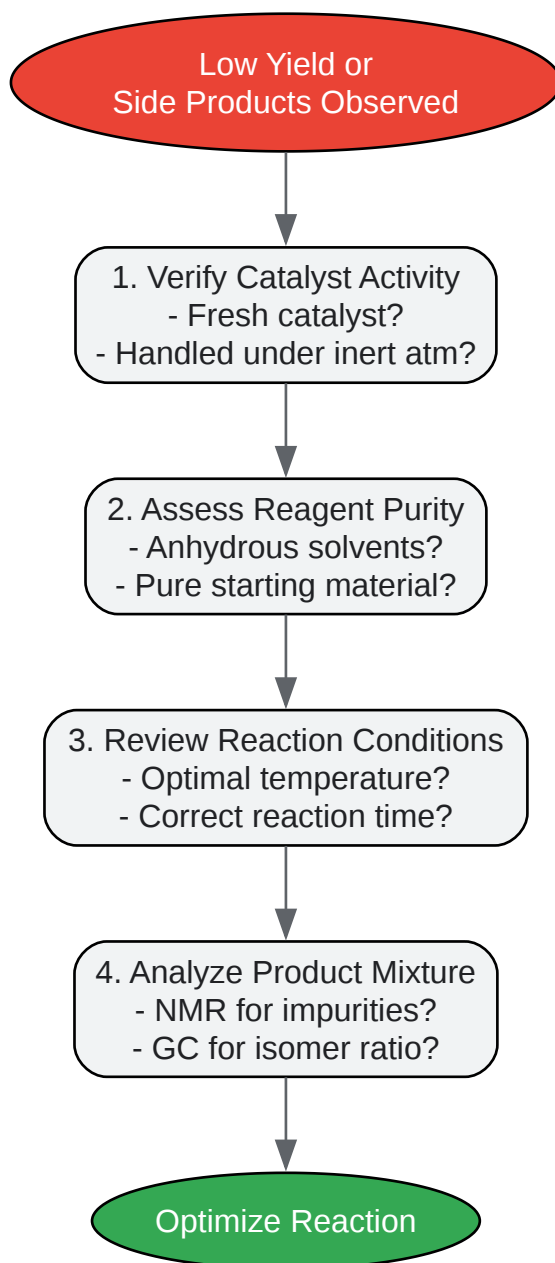 Low Yield or
Side Products Observed
1. Verify Catalyst Activity
- Fresh catalyst?
- Handled under inert atm?
2. Assess Reagent Purity
- Anhydrous solvents?
- Pure starting material?
3. Review Reaction Conditions
- Optimal temperature?
- Correct reaction time?
4. Analyze Product Mixture
- NMR for impurities?
- GC for isomer ratio?
Optimize Reaction